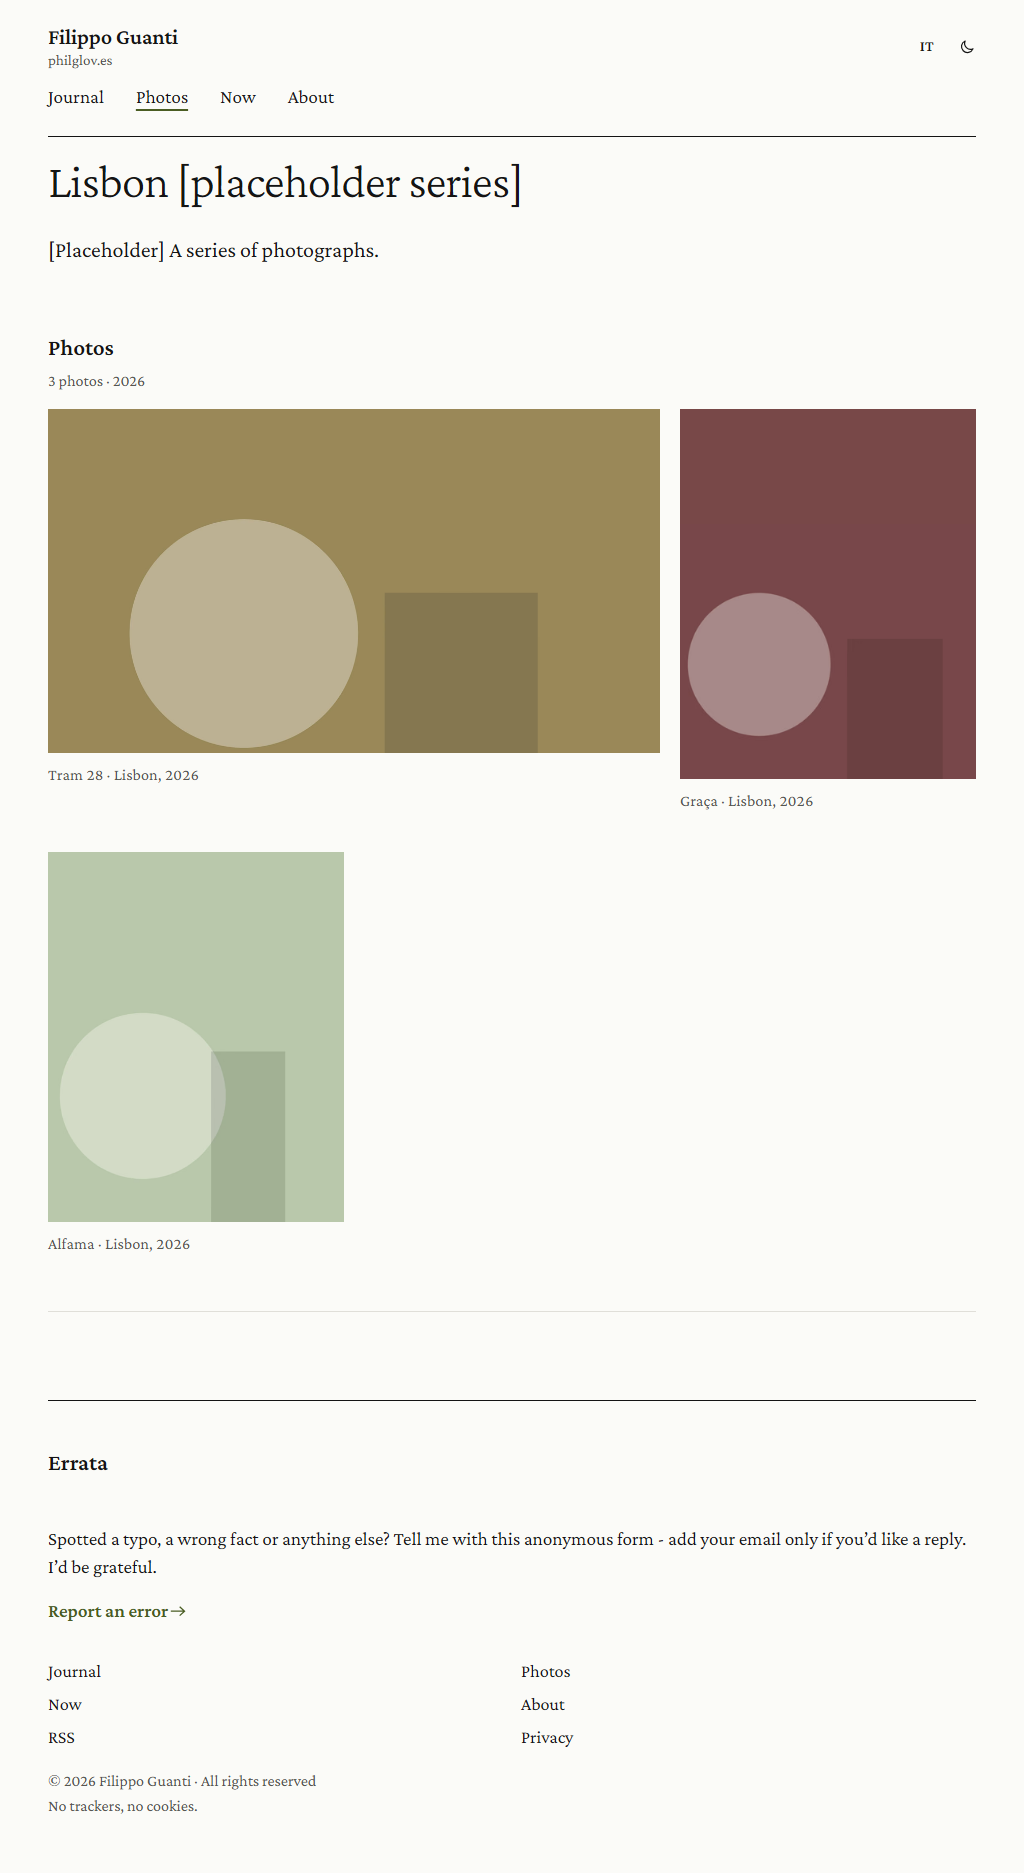 Filippo Guanti
philglov.es
IT
Journal Photos Now About
Lisbon [placeholder series]
[Placeholder] A series of photographs.
Photos
3 photos · 2026
Tram 28 · Lisbon, 2026
Graça · Lisbon, 2026
Alfama · Lisbon, 2026
Errata
Spotted a typo, a wrong fact or anything else? Tell me with this anonymous form - add your email only if you’d like a reply.
I’d be grateful.
Report an error→
Journal Photos
Now About
RSS Privacy
© 2026 Filippo Guanti · All rights reserved
No trackers, no cookies.